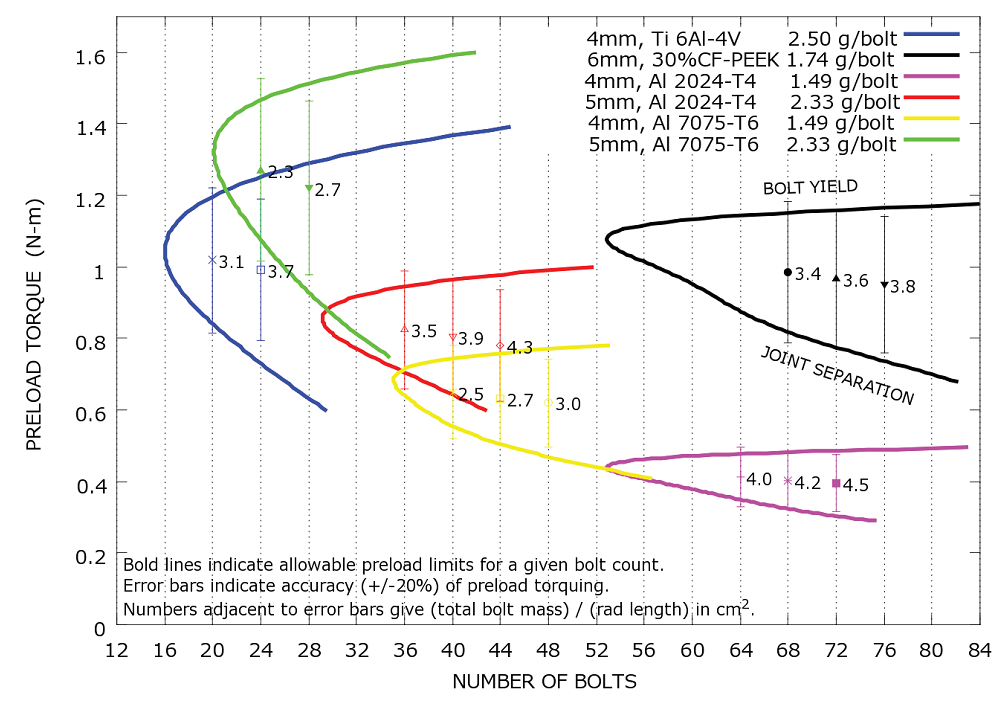 1.6
1.4
1.2
1
0.8
0.6
0.4
0.2
0
PRELOAD TORQUE (N-m)
4mm, Ti 6Al-4V 2.50 g/bolt
6mm, 30%CF-PEEK 1.74 g/bolt
4mm, Al 2024-T4 1.49 g/bolt
5mm, Al 2024-T4 2.33 g/bolt
4mm, Al 7075-T6 1.49 g/bolt
5mm, Al 7075-T6 2.33 g/bolt
2.3
2.7
BOLT YIELD
3.1
3.7
3.4
3.6
3.8
3.5
3.9
4.3
JOINT SEPARATION
2.5
2.7
3.0
4.0
4.2
4.5
Bold lines indicate allowable preload limits for a given bolt count.
Error bars indicate accuracy (+/-20%) of preload torquing.
Numbers adjacent to error bars give (total bolt mass) / (rad length) in cm².
12 16 20 24 28 32 36 40 44 48 52 56 60 64 68 72 76 80 84
NUMBER OF BOLTS